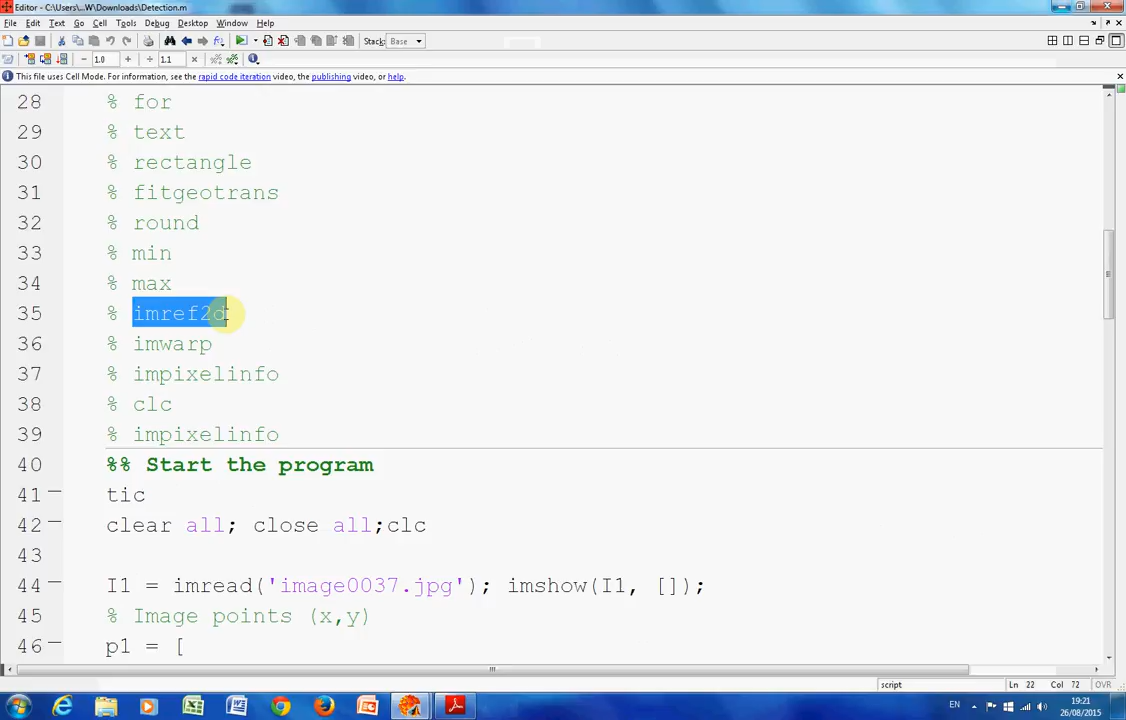 Editor - C:\Users\...W\Downloads\Detection.m
File Edit Text Go Cell Tools Debug Desktop Window Help
Stack: Base
1.0 1.1
This file uses Cell Mode. For information, see the rapid code iteration video, the publishing video, or help.
28 % for
29 % text
30 % rectangle
31 % fitgeotrans
32 % round
33 % min
34 % max
35 % imref2d
36 % imwarp
37 % impixelinfo
38 % clc
39 % impixelinfo
40 %% Start the program
41 tic
42 clear all; close all;clc
43
44 I1 = imread('image0037.jpg'); imshow(I1, []);
45 % Image points (x,y)
46 p1 = [
script Ln 22 Col 72 OVR
EN 19:21
26/08/2015